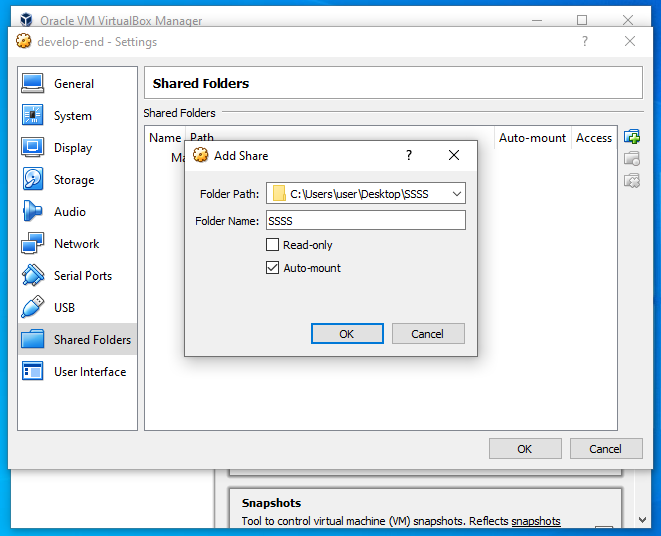 Oracle VM VirtualBox Manager
develop-end - Settings
General
System
Display
Storage
Audio
Network
Serial Ports
USB
Shared Folders
User Interface
Shared Folders
Shared Folders
Name Path Auto-mount Access
Ma
Add Share
Folder Path: C:\Users\user\Desktop\SSSS
Folder Name: SSSS
Read-only
Auto-mount
OK Cancel
OK Cancel
Snapshots
Tool to control virtual machine (VM) snapshots. Reflects snapshots